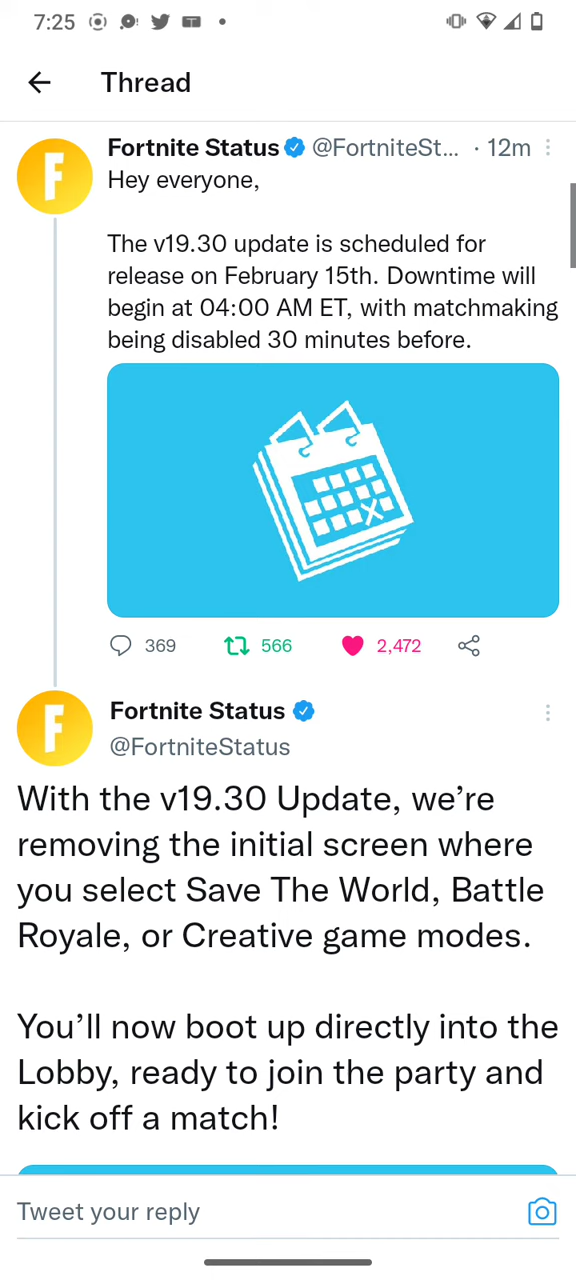 7:25
Thread
Fortnite Status @FortniteSt... · 12m
Hey everyone,
The v19.30 update is scheduled for
release on February 15th. Downtime will
begin at 04:00 AM ET, with matchmaking
being disabled 30 minutes before.
369 566 2,472
Fortnite Status
@FortniteStatus
With the v19.30 Update, we’re
removing the initial screen where
you select Save The World, Battle
Royale, or Creative game modes.
You’ll now boot up directly into the
Lobby, ready to join the party and
kick off a match!
Tweet your reply